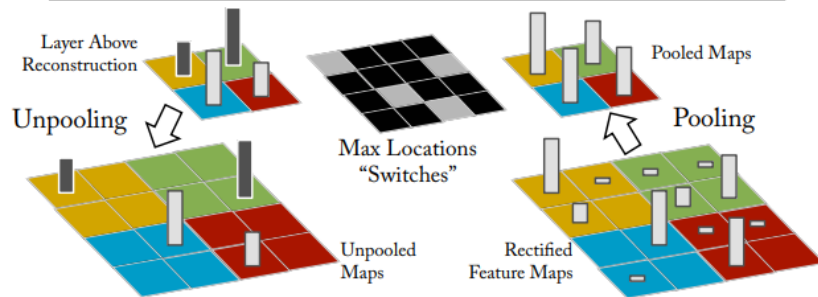 Layer Above
Reconstruction
Pooled Maps
Unpooling
Pooling
Max Locations
“Switches”
Unpooled
Maps
Rectified
Feature Maps